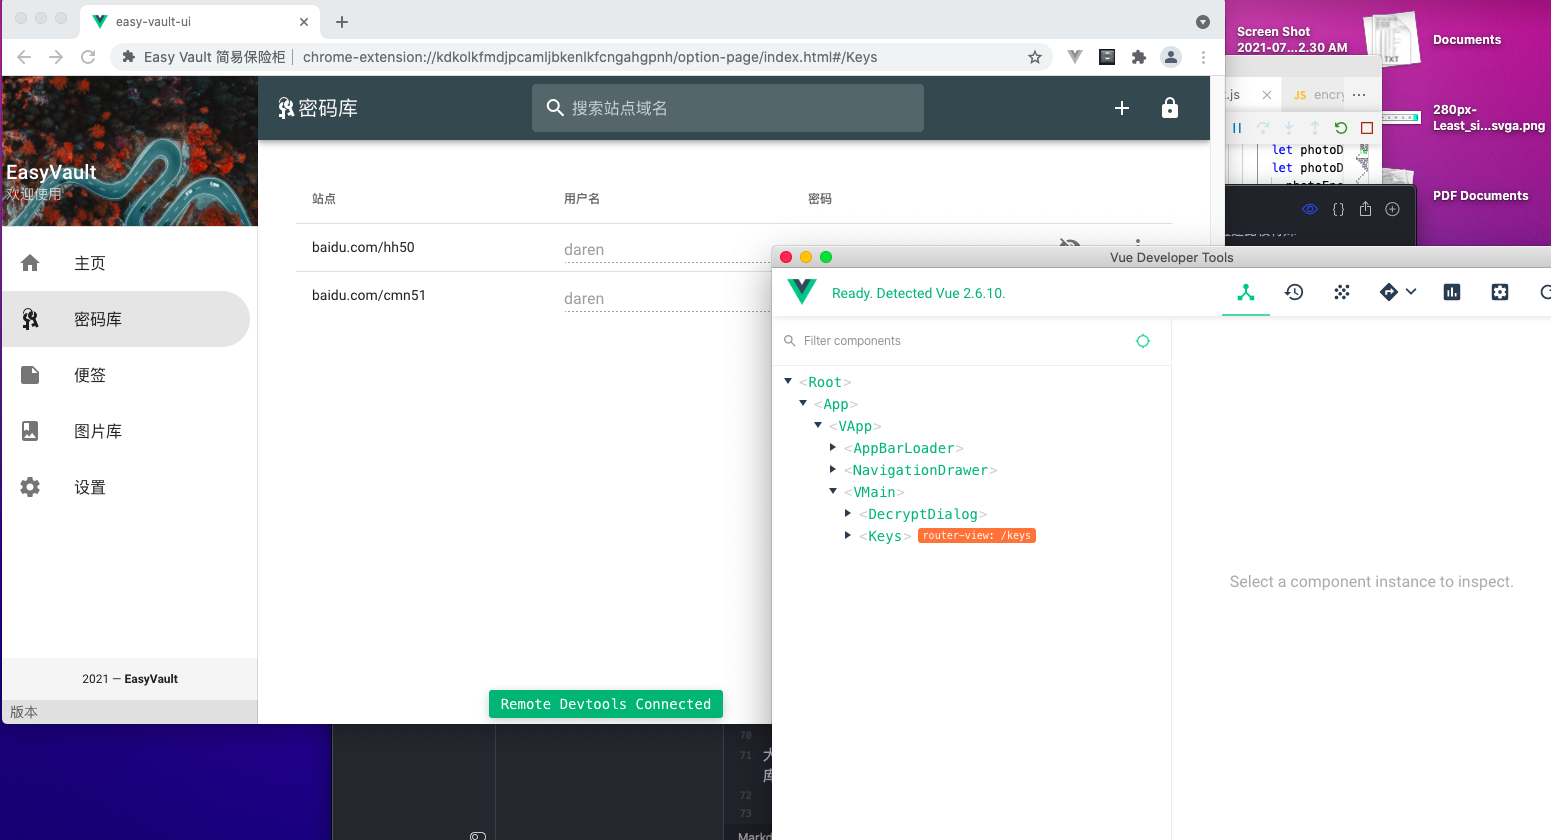 easy-vault-ui
Easy Vault 简易保险柜
chrome-extension://kdkolkfmdjpcamljbkenlkfcngahgpnh/option-page/index.html#/Keys
EasyVault
欢迎使用
主页
密码库
便签
图片库
设置
2021 — EasyVault
版本
密码库
搜索站点域名
站点
用户名
密码
baidu.com/hh50
daren
baidu.com/cmn51
daren
Remote Devtools Connected
Screen Shot
2021-07...2.30 AM
Documents
TXT
280px-
Least_si...svga.png
PDF Documents
.js
JS
encry
let photoD
let photoD
Vue Developer Tools
Ready. Detected Vue 2.6.10.
Filter components
<Root>
<App>
<VApp>
<AppBarLoader>
<NavigationDrawer>
<VMain>
<DecryptDialog>
<Keys> router-view: /keys
Select a component instance to inspect.
70
71
库
72
73
Markd